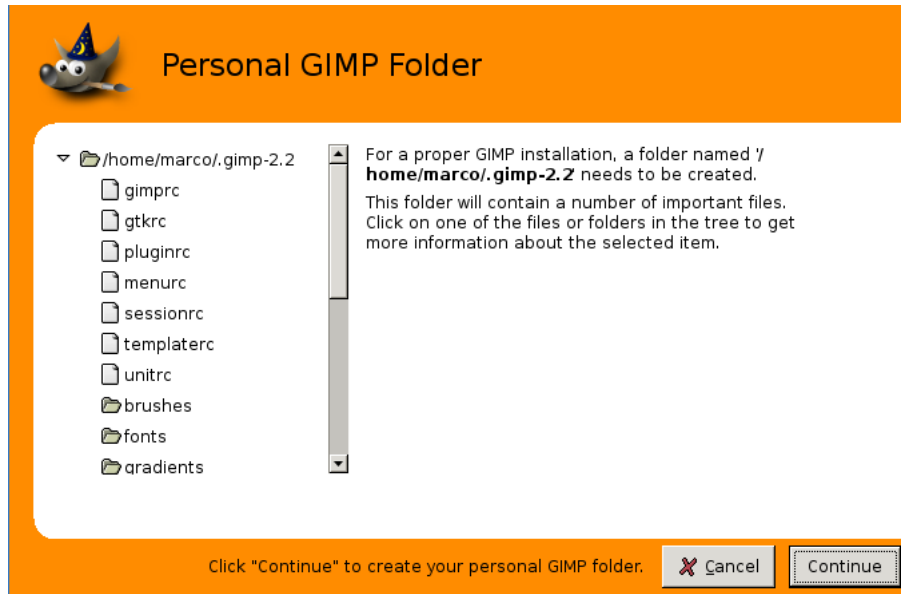 Personal GIMP Folder
/home/marco/.gimp-2.2
gimprc
gtkrc
pluginrc
menurc
sessionrc
templaterc
unitrc
brushes
fonts
gradients
For a proper GIMP installation, a folder named '/
home/marco/.gimp-2.2' needs to be created.
This folder will contain a number of important files.
Click on one of the files or folders in the tree to get
more information about the selected item.
Click "Continue" to create your personal GIMP folder.
Cancel
Continue